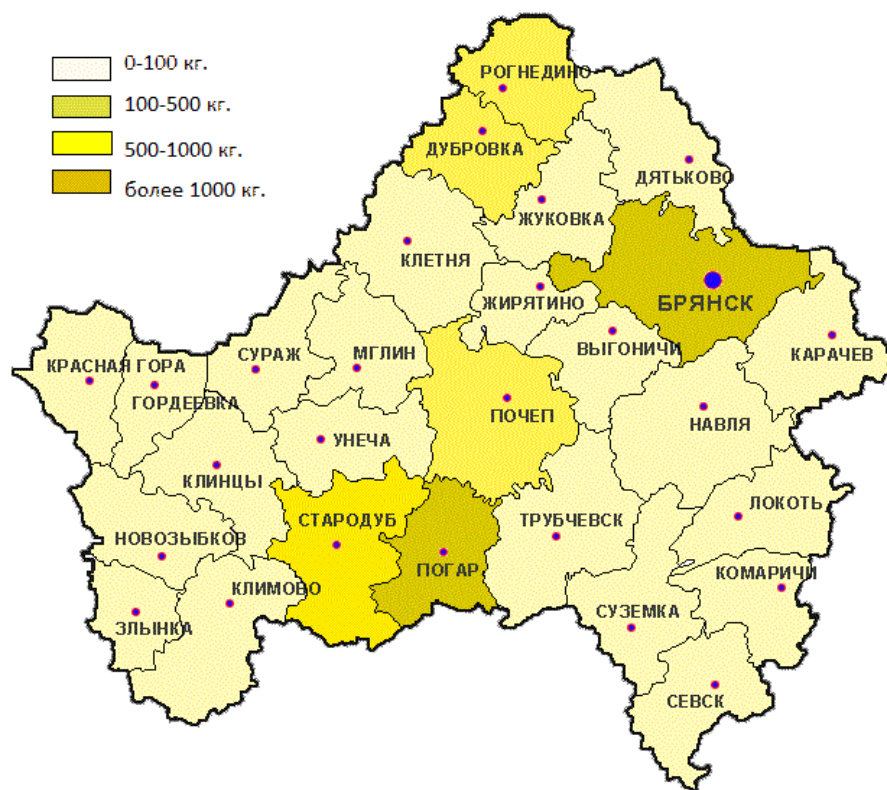 0-100 кг.
100-500 кг.
500-1000 кг.
более 1000 кг.
РОГНЕДИНО
ДУБРОВКА
ДЯТЬКОВО
ЖУКОВКА
КЛЕТНЯ
ЖИРЯТИНО
БРЯНСК
ВЫГОНИЧИ
КАРАЧЕВ
КРАСНАЯ ГОРА
СУРАЖ
МГЛИН
ГОРДЕЕВКА
ПОЧЕП
НАВЛЯ
УНЕЧА
КЛИНЦЫ
ЛОКОТЬ
СТАРОДУБ
ТРУБЧЕВСК
НОВОЗЫБКОВ
ПОГАР
КОМАРИЧИ
КЛИМОВО
СУЗЕМКА
ЗЛЫНКА
СЕВСК